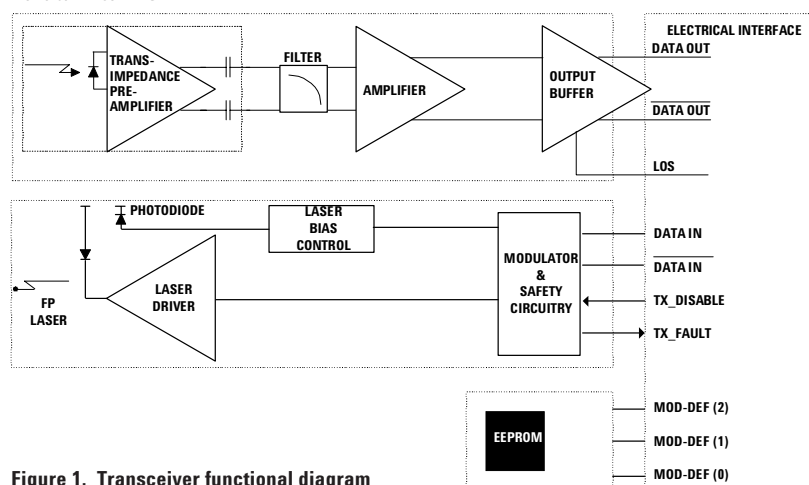 ELECTRICAL INTERFACE
DATA OUT
TRANS-
IMPEDANCE
PRE-
AMPLIFIER
FILTER
AMPLIFIER
OUTPUT
BUFFER
DATA OUT
LOS
PHOTODIODE
LASER
BIAS
CONTROL
MODULATOR
&
SAFETY
CIRCUITRY
DATA IN
DATA IN
TX_DISABLE
TX_FAULT
LASER
DRIVER
FP
LASER
EEPROM
MOD-DEF (2)
MOD-DEF (1)
MOD-DEF (0)
Figure 1. Transceiver functional diagram